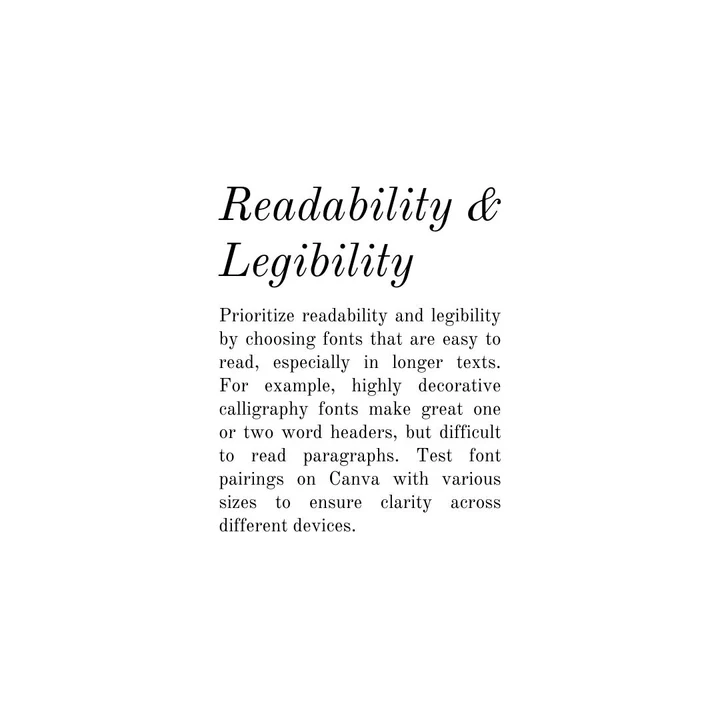 Readability &
Legibility
Prioritize readability and legibility
by choosing fonts that are easy to
read, especially in longer texts.
For example, highly decorative
calligraphy fonts make great one
or two word headers, but difficult
to read paragraphs. Test font
pairings on Canva with various
sizes to ensure clarity across
different devices.